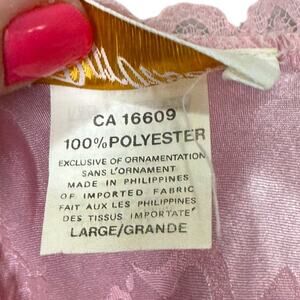 CA 16609
100% POLYESTER
EXCLUSIVE OF ORNAMENTATION
SANS L'ORNAMENT
MADE IN PHILIPPINES
OF IMPORTED FABRIC
FAIT AUX LES PHILIPPINES
DES TISSUS IMPORTATE'
LARGE/GRANDE